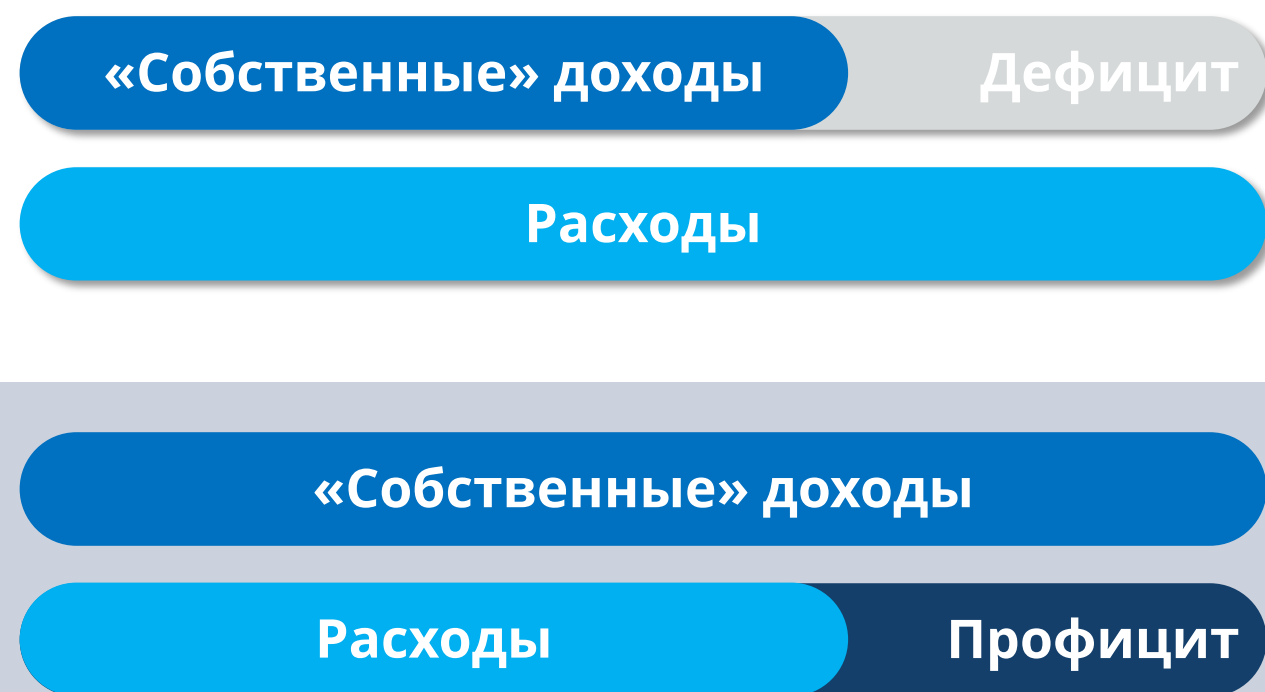 «Собственные» доходы Дефицит
Расходы
«Собственные» доходы
Расходы Профицит